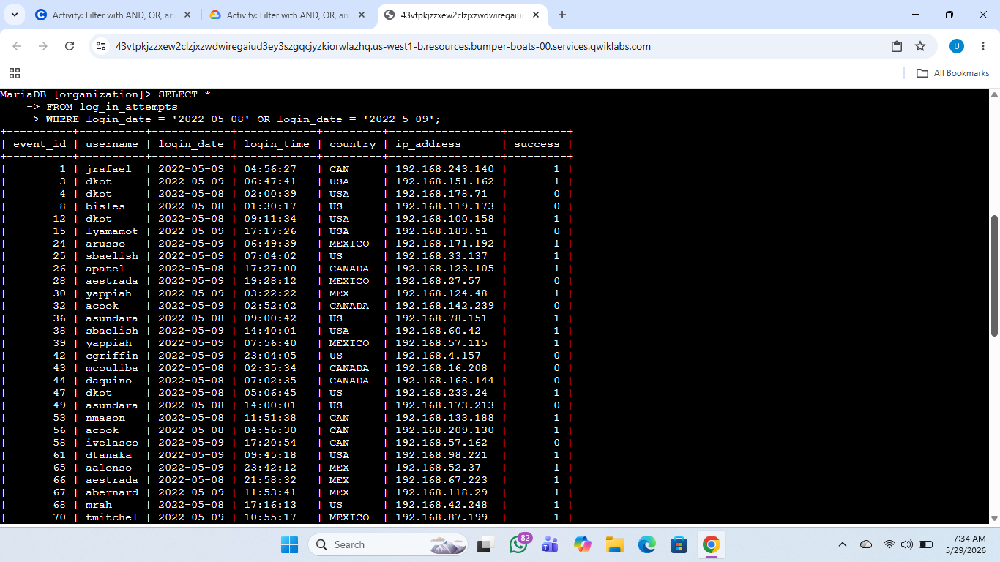 Activity: Filter with AND, OR, an
Activity: Filter with AND, OR, an
43vtpkjzzxew2clzjxzwdwiregaiud
43vtpkjzzxew2clzjxzwdwiregaiud3ey3szgqcjyzkiorwlazhq.us-west1-b.resources.bumper-boats-00.services.qwiklabs.com
U
All Bookmarks
MariaDB [organization]> SELECT *
    -> FROM log_in_attempts
    -> WHERE login_date = '2022-05-08' OR login_date = '2022-5-09';
+----------+----------+------------+------------+---------+-----------------+---------+
| event_id | username | login_date | login_time | country | ip_address      | success |
+----------+----------+------------+------------+---------+-----------------+---------+
|        1 | jrafael  | 2022-05-09 | 04:56:27   | CAN     | 192.168.243.140 |       1 |
|        3 | dkot     | 2022-05-09 | 06:47:41   | USA     | 192.168.151.162 |       1 |
|        4 | dkot     | 2022-05-08 | 02:00:39   | USA     | 192.168.178.71  |       0 |
|        8 | bisles   | 2022-05-08 | 01:30:17   | US      | 192.168.119.173 |       0 |
|       12 | dkot     | 2022-05-08 | 09:11:34   | USA     | 192.168.100.158 |       1 |
|       15 | lyamamot | 2022-05-09 | 17:17:26   | USA     | 192.168.183.51  |       0 |
|       24 | arusso   | 2022-05-09 | 06:49:39   | MEXICO  | 192.168.171.192 |       1 |
|       25 | sbaelish | 2022-05-09 | 07:04:02   | US      | 192.168.33.137  |       1 |
|       26 | apatel   | 2022-05-08 | 17:27:00   | CANADA  | 192.168.123.105 |       1 |
|       28 | aestrada | 2022-05-09 | 19:28:12   | MEXICO  | 192.168.27.57   |       0 |
|       30 | yappiah  | 2022-05-09 | 03:22:22   | MEX     | 192.168.124.48  |       1 |
|       32 | acook    | 2022-05-09 | 02:52:02   | CANADA  | 192.168.142.239 |       0 |
|       36 | asundara | 2022-05-08 | 09:00:42   | US      | 192.168.78.151  |       1 |
|       38 | sbaelish | 2022-05-09 | 14:40:01   | USA     | 192.168.60.42   |       1 |
|       39 | yappiah  | 2022-05-09 | 07:56:40   | MEXICO  | 192.168.57.115  |       1 |
|       42 | cgriffin | 2022-05-09 | 23:04:05   | US      | 192.168.4.157   |       0 |
|       43 | mcouliba | 2022-05-08 | 02:35:34   | CANADA  | 192.168.16.208  |       0 |
|       44 | daquino  | 2022-05-08 | 07:02:35   | CANADA  | 192.168.168.144 |       0 |
|       47 | dkot     | 2022-05-08 | 05:06:45   | US      | 192.168.233.24  |       1 |
|       49 | asundara | 2022-05-08 | 14:00:01   | US      | 192.168.173.213 |       0 |
|       53 | nmason   | 2022-05-08 | 11:51:38   | CAN     | 192.168.133.188 |       1 |
|       56 | acook    | 2022-05-08 | 04:56:30   | CAN     | 192.168.209.130 |       1 |
|       58 | ivelasco | 2022-05-09 | 17:20:54   | CAN     | 192.168.57.162  |       0 |
|       61 | dtanaka  | 2022-05-09 | 09:45:18   | USA     | 192.168.98.221  |       1 |
|       65 | aalonso  | 2022-05-09 | 23:42:12   | MEX     | 192.168.52.37   |       1 |
|       66 | aestrada | 2022-05-08 | 21:58:32   | MEX     | 192.168.67.223  |       1 |
|       67 | abernard | 2022-05-09 | 11:53:41   | MEX     | 192.168.118.29  |       1 |
|       68 | mrah     | 2022-05-08 | 17:16:13   | US      | 192.168.42.248  |       1 |
|       70 | tmitchel | 2022-05-09 | 10:55:17   | MEXICO  | 192.168.87.199  |       1 |
Search
82
7:34 AM
5/29/2026